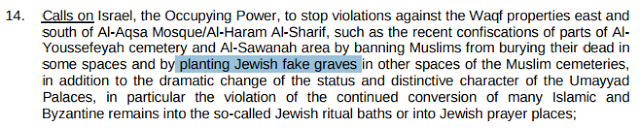 14. Calls on Israel, the Occupying Power, to stop violations against the Waqf properties east and
south of Al-Aqsa Mosque/Al-Haram Al-Sharif, such as the recent confiscations of parts of Al-
Youssefeyah cemetery and Al-Sawanah area by banning Muslims from burying their dead in
some spaces and by planting Jewish fake graves in other spaces of the Muslim cemeteries,
in addition to the dramatic change of the status and distinctive character of the Umayyad
Palaces, in particular the violation of the continued conversion of many Islamic and
Byzantine remains into the so-called Jewish ritual baths or into Jewish prayer places;